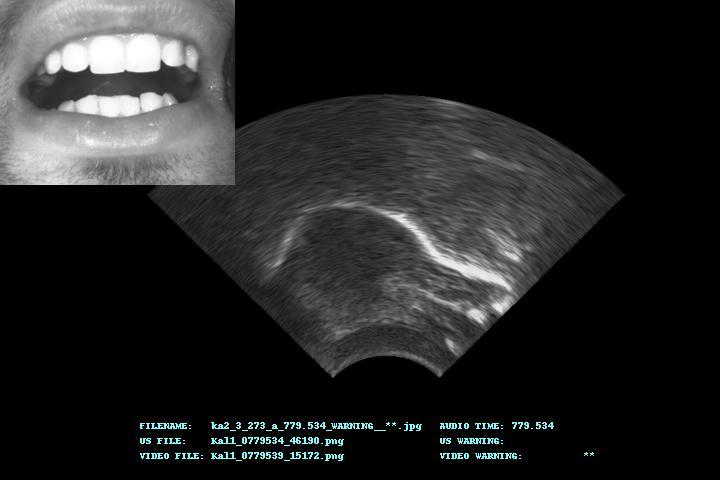 FILENAME: ka2_3_273_a_779.534_WARNING__**.jpg AUDIO TIME: 779.534
US FILE: Kal1_0779534_46190.png US WARNING:
VIDEO FILE: Kal1_0779539_15172.png VIDEO WARNING: **